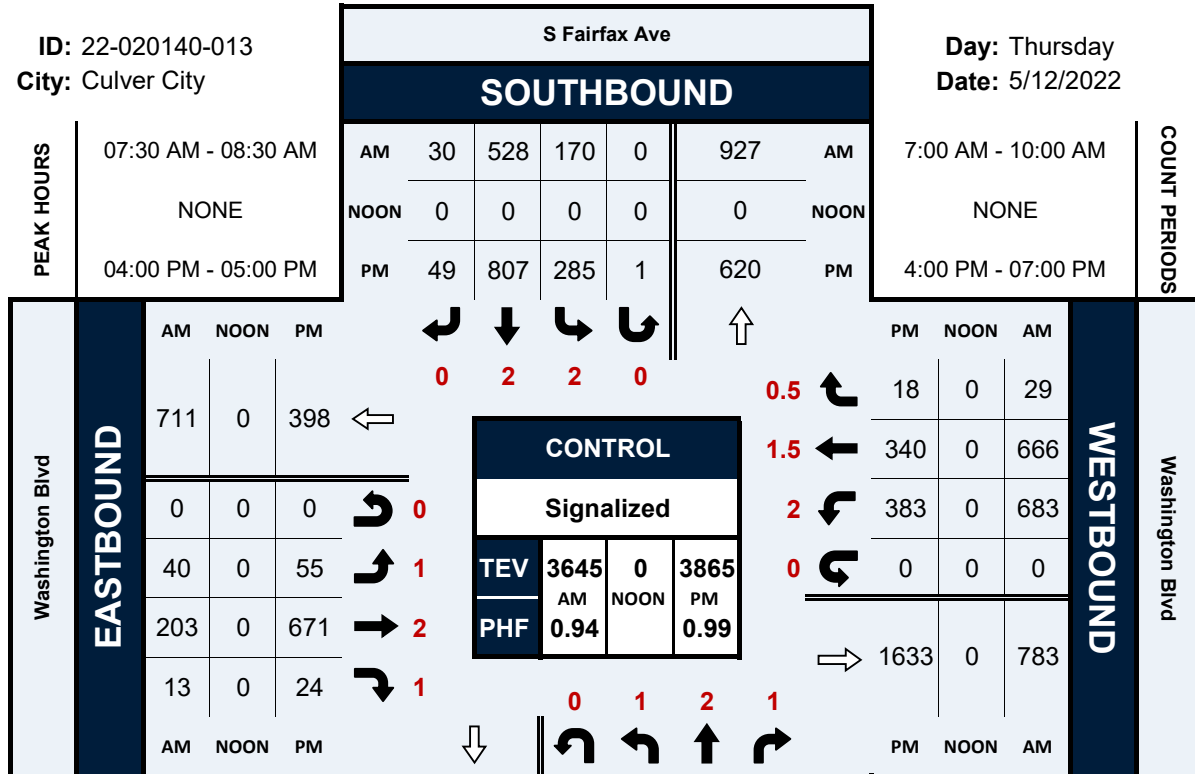 ID: 22-020140-013
City: Culver City
S Fairfax Ave
Day: Thursday
Date: 5/12/2022
SOUTHBOUND
PEAK HOURS
07:30 AM - 08:30 AM
NONE
04:00 PM - 05:00 PM
AM 30 528 170 0 927 AM
NOON 0 0 0 0 0 NOON
PM 49 807 285 1 620 PM
7:00 AM - 10:00 AM
NONE
4:00 PM - 07:00 PM
COUNT PERIODS
0 2 2 0
Washington Blvd
EASTBOUND
AM NOON PM
711 0 398
0 0 0 0
40 0 55 1
203 0 671 2
13 0 24 1
AM NOON PM
CONTROL
Signalized
TEV 3645 0 3865
AM NOON PM
PHF 0.94 0.99
PM NOON AM
0.5 18 0 29
1.5 340 0 666
2 383 0 683
0 0 0 0
1633 0 783
PM NOON AM
WESTBOUND
Washington Blvd
0 1 2 1